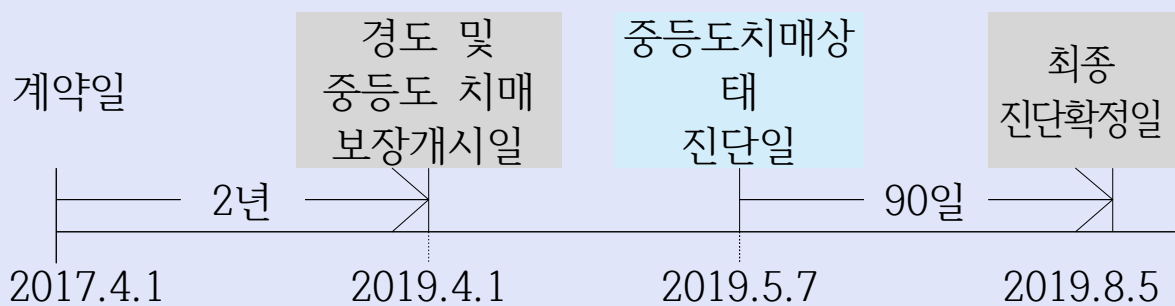 계약일
경도 및
중등도 치매
보장개시일
중등도치매상
태
진단일
최종
진단확정일
2년
90일
2017.4.1
2019.4.1
2019.5.7
2019.8.5